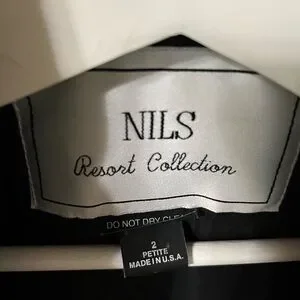 NILS
Resort Collection
DO NOT DRY CLEAN
2
PETITE
MADE IN U.S.A.